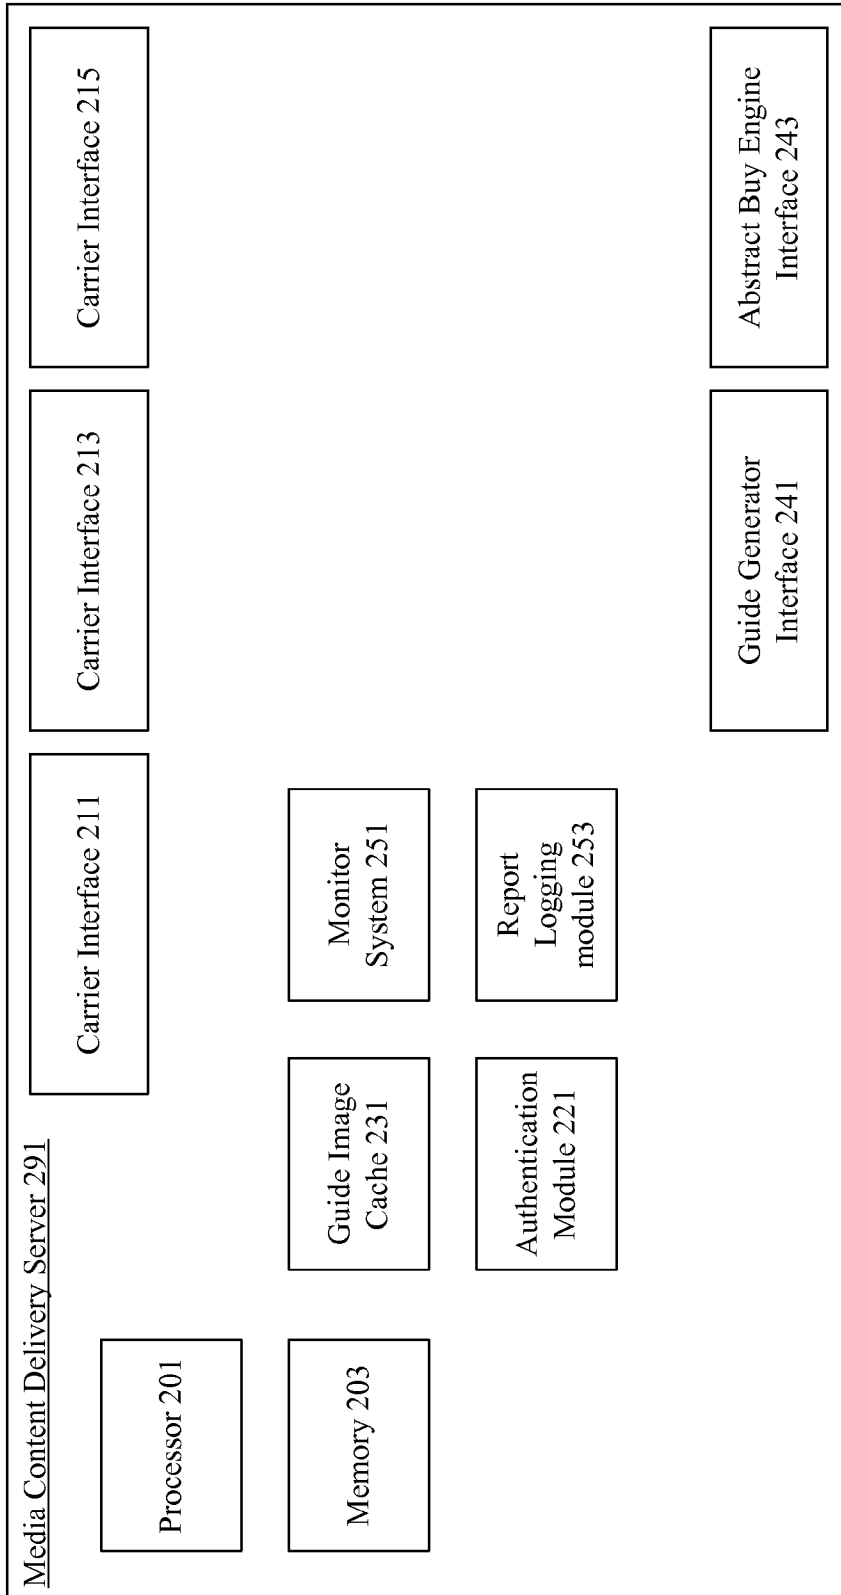 Media Content Delivery Server 291
Carrier Interface 211
Carrier Interface 213
Carrier Interface 215
Processor 201
Memory 203
Guide Image
Cache 231
Monitor
System 251
Authentication
Module 221
Report
Logging
module 253
Guide Generator
Interface 241
Abstract Buy Engine
Interface 243